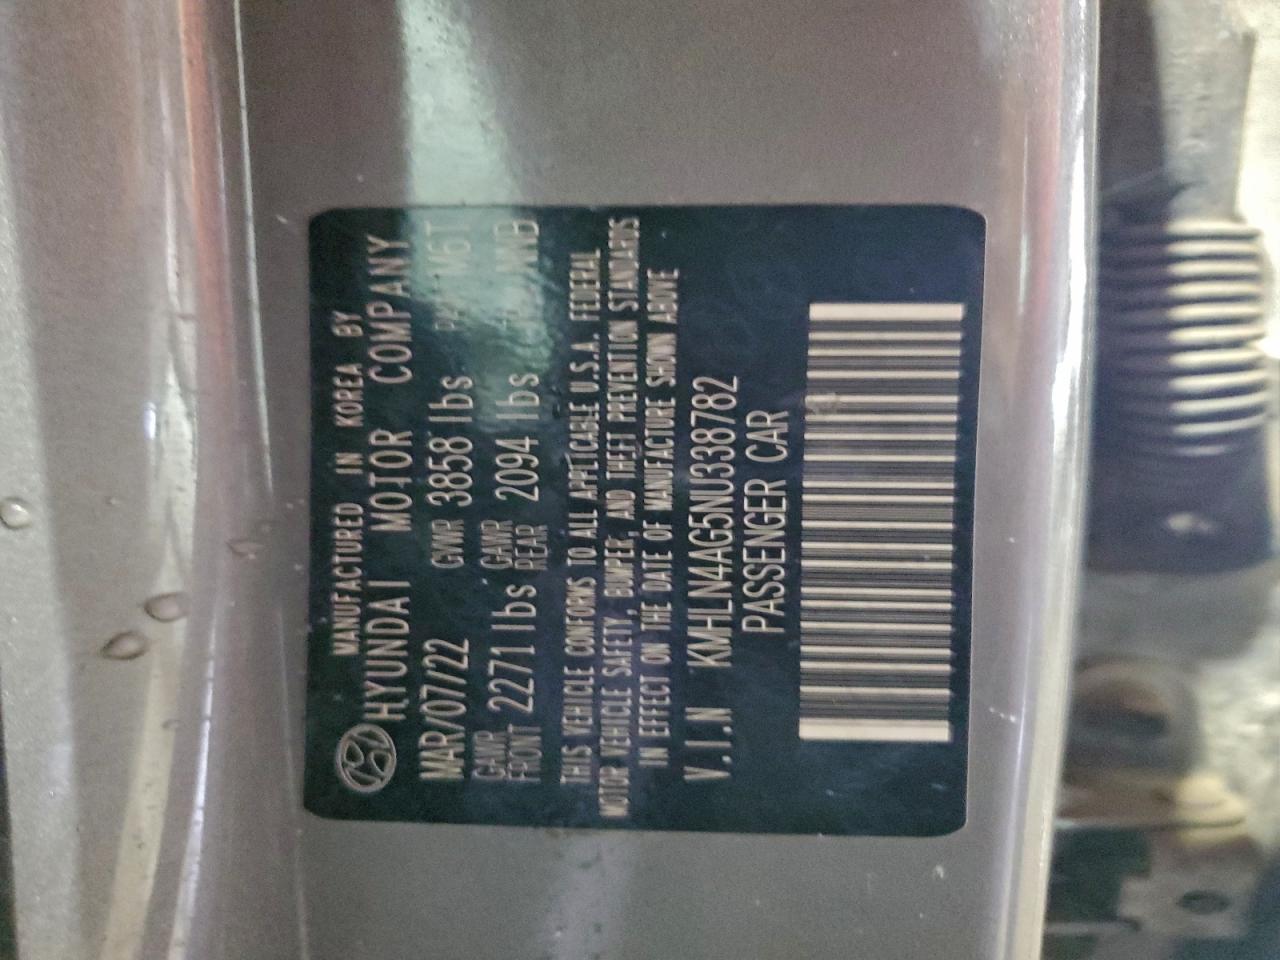 MANUFACTURED IN KOREA BY
HYUNDAI MOTOR COMPANY
MAR/07/22 GVWR 3858 lbs
GAWR FRONT 2271 lbs GAWR REAR 2094 lbs
THIS VEHICLE CONFORMS TO ALL APPLICABLE U.S.A. FEDERAL
MOTOR VEHICLE SAFETY, BUMPER, AND THEFT PREVENTION STANDARDS
IN EFFECT ON THE DATE OF MANUFACTURE SHOWN ABOVE
V.I.N KMHLN4AG5NU338782
PASSENGER CAR